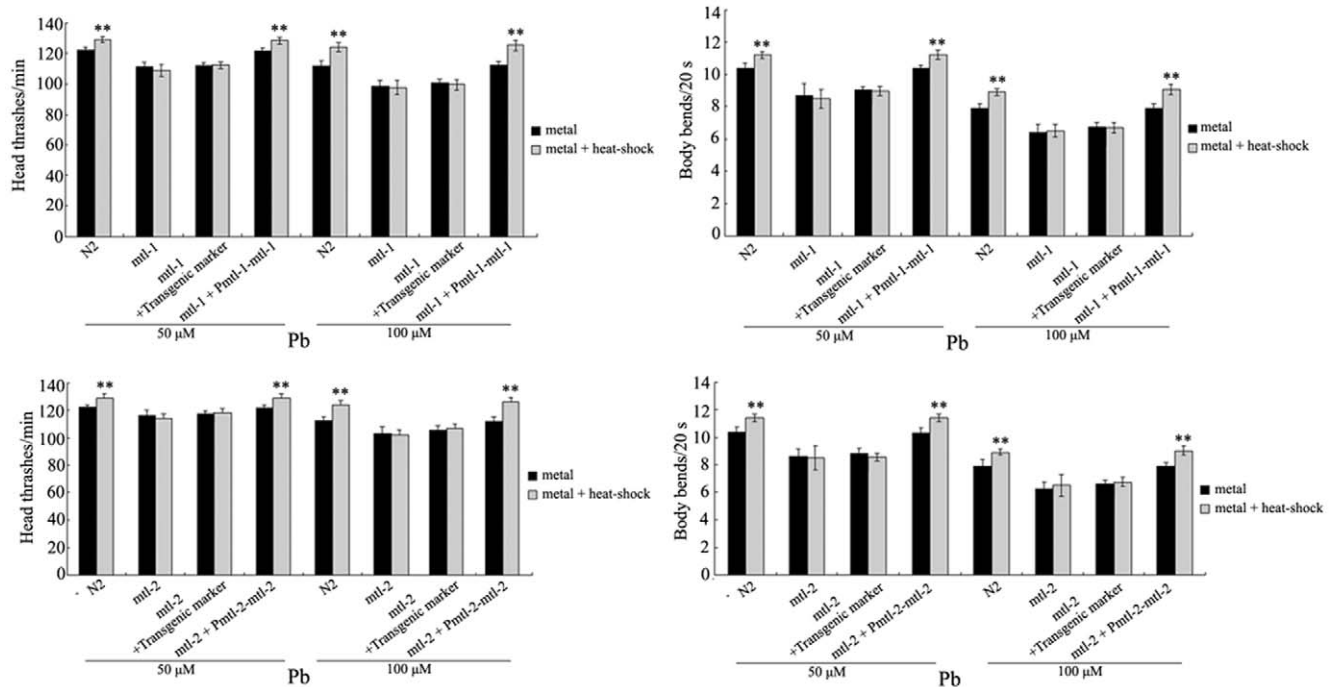 140
120
100
80
60
40
20
0
Head thrashes/min
** ** ** **
metal
metal + heat-shock
N2
mtl-1
mtl-1
+Transgenic marker
mtl-1 + Pmtl-1-mtl-1
N2
mtl-1
mtl-1
+Transgenic marker
mtl-1 + Pmtl-1-mtl-1
50 μM
Pb
100 μM
14
12
10
8
6
4
2
0
Body bends/20 s
** ** ** **
metal
metal + heat-shock
N2
mtl-1
mtl-1
+Transgenic marker
mtl-1 + Pmtl-1-mtl-1
N2
mtl-1
mtl-1
+Transgenic marker
mtl-1 + Pmtl-1-mtl-1
50 μM
Pb
100 μM
140
120
100
80
60
40
20
0
Head thrashes/min
** ** ** **
metal
metal + heat-shock
N2
mtl-2
mtl-2
+Transgenic marker
mtl-2 + Pmtl-2-mtl-2
N2
mtl-2
mtl-2
+Transgenic marker
mtl-2 + Pmtl-2-mtl-2
50 μM
Pb
100 μM
14
12
10
8
6
4
2
0
Body bends/20 s
** ** ** **
metal
metal + heat-shock
N2
mtl-2
mtl-2
+Transgenic marker
mtl-2 + Pmtl-2-mtl-2
N2
mtl-2
mtl-2
+Transgenic marker
mtl-2 + Pmtl-2-mtl-2
50 μM
Pb
100 μM